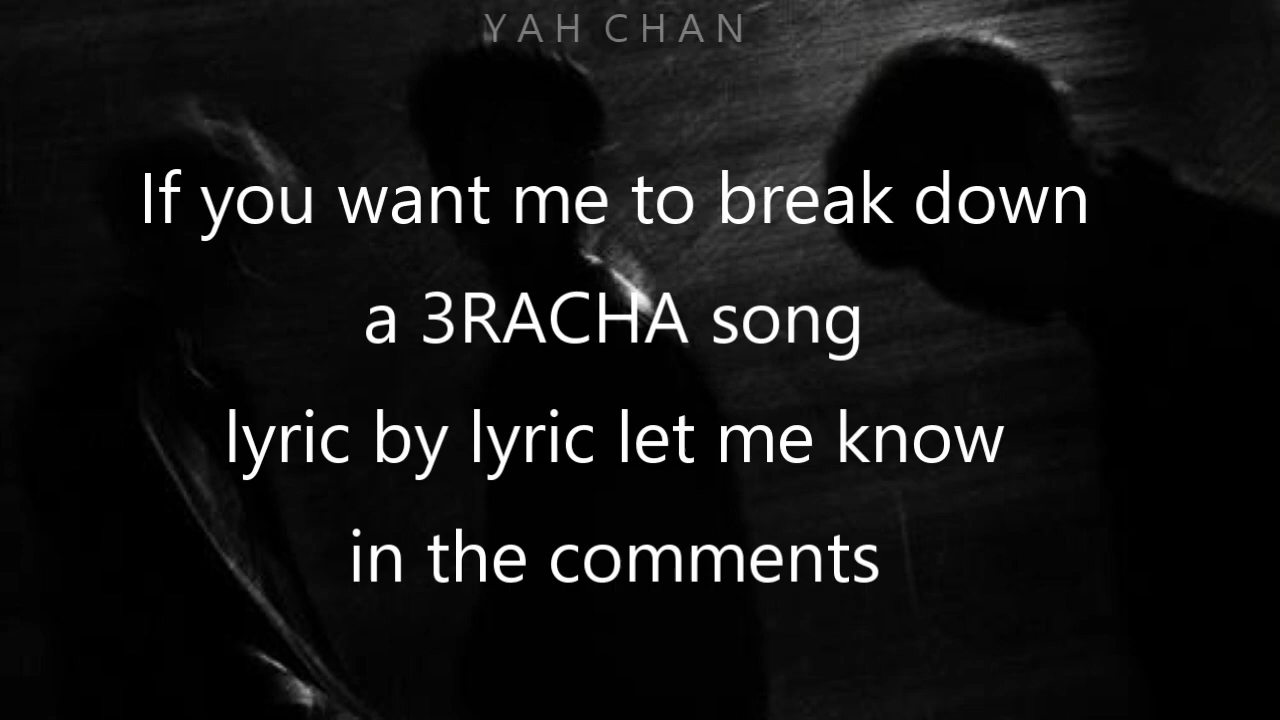 YAH CHAN
If you want me to break down
a 3RACHA song
lyric by lyric let me know
in the comments